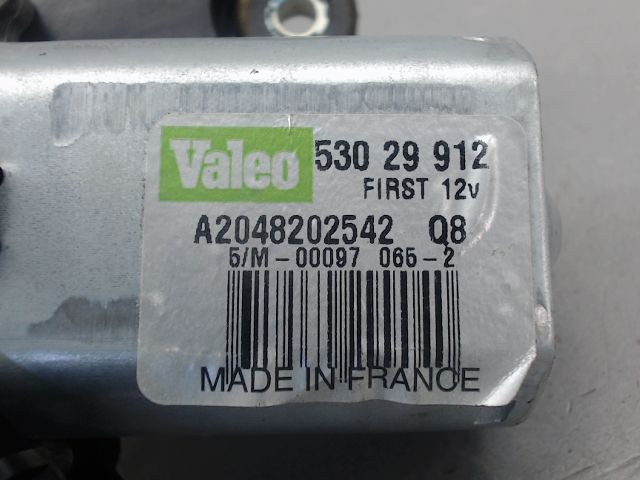 Valeo 530 29 912
FIRST 12v
A2048202542 Q8
5/M-00097 065-2
MADE IN FRANCE